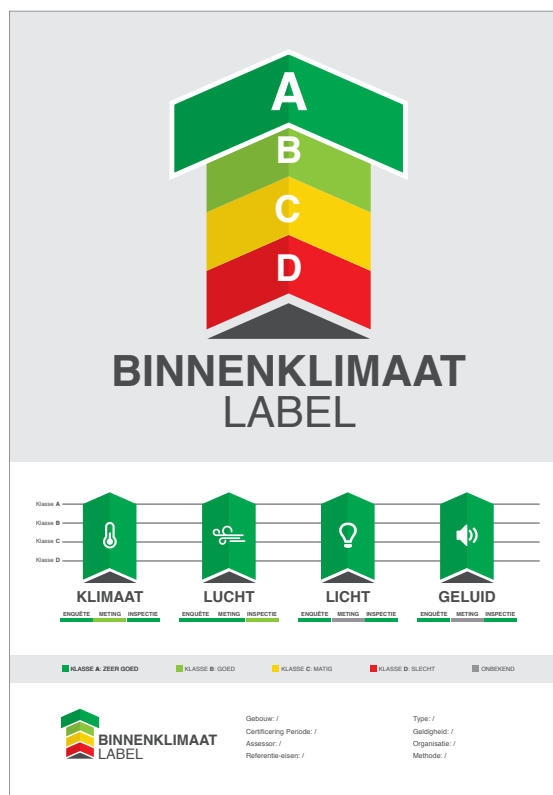 A
B
C
D
BINNENKLIMAAT
LABEL
Klasse A
Klasse B
Klasse C
Klasse D
KLIMAAT LUCHT LICHT GELUID
ENQUÊTE METING INSPECTIE ENQUÊTE METING INSPECTIE ENQUÊTE METING INSPECTIE ENQUÊTE METING INSPECTIE
KLASSE A: ZEER GOED KLASSE B: GOED KLASSE C: MATIG KLASSE D: SLECHT ONBEKEND
BINNENKLIMAAT
LABEL
Gebouw: /
Certificering Periode: /
Assessor: /
Referentie-eisen: /
Type: /
Geldigheid: /
Organisatie: /
Methode: /